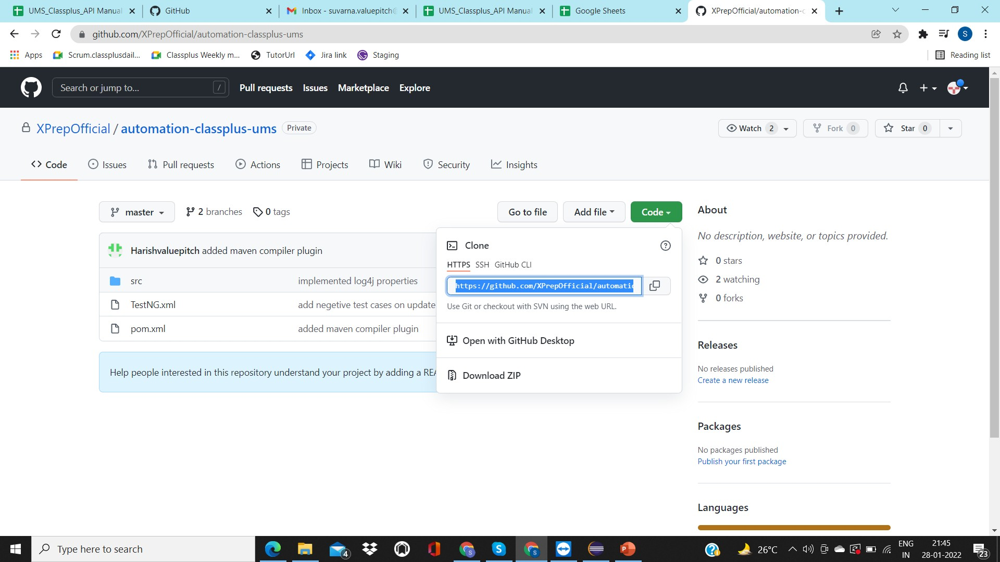 UMS_Classplus_API Manual
GitHub
Inbox - suvarna.valuepitch@
UMS_Classplus_API Manual
Google Sheets
XPrepOfficial/automation-c
github.com/XPrepOfficial/automation-classplus-ums
S
Apps
Scrum.classplusdail...
Classplus Weekly m...
TutorUrl
Jira link
Staging
Reading list
Search or jump to...
/
Pull requests
Issues
Marketplace
Explore
XPrepOfficial / automation-classplus-ums
Private
Watch 2
Fork 0
Star 0
Code
Issues
Pull requests
Actions
Projects
Wiki
Security
Insights
master
2 branches
0 tags
Go to file
Add file
Code
About
No description, website, or topics provided.
Harishvaluepitch added maven compiler plugin
Clone
HTTPS SSH GitHub CLI
0 stars
src
implemented log4j properties
https://github.com/XPrepOfficial/automatic
2 watching
TestNG.xml
add negetive test cases on update
Use Git or checkout with SVN using the web URL.
0 forks
pom.xml
added maven compiler plugin
Open with GitHub Desktop
Releases
No releases published
Create a new release
Help people interested in this repository understand your project by adding a REA
Download ZIP
Packages
No packages published
Publish your first package
Languages
Type here to search
4
S
S
26°C
ENG
IN
21:45
28-01-2022
23